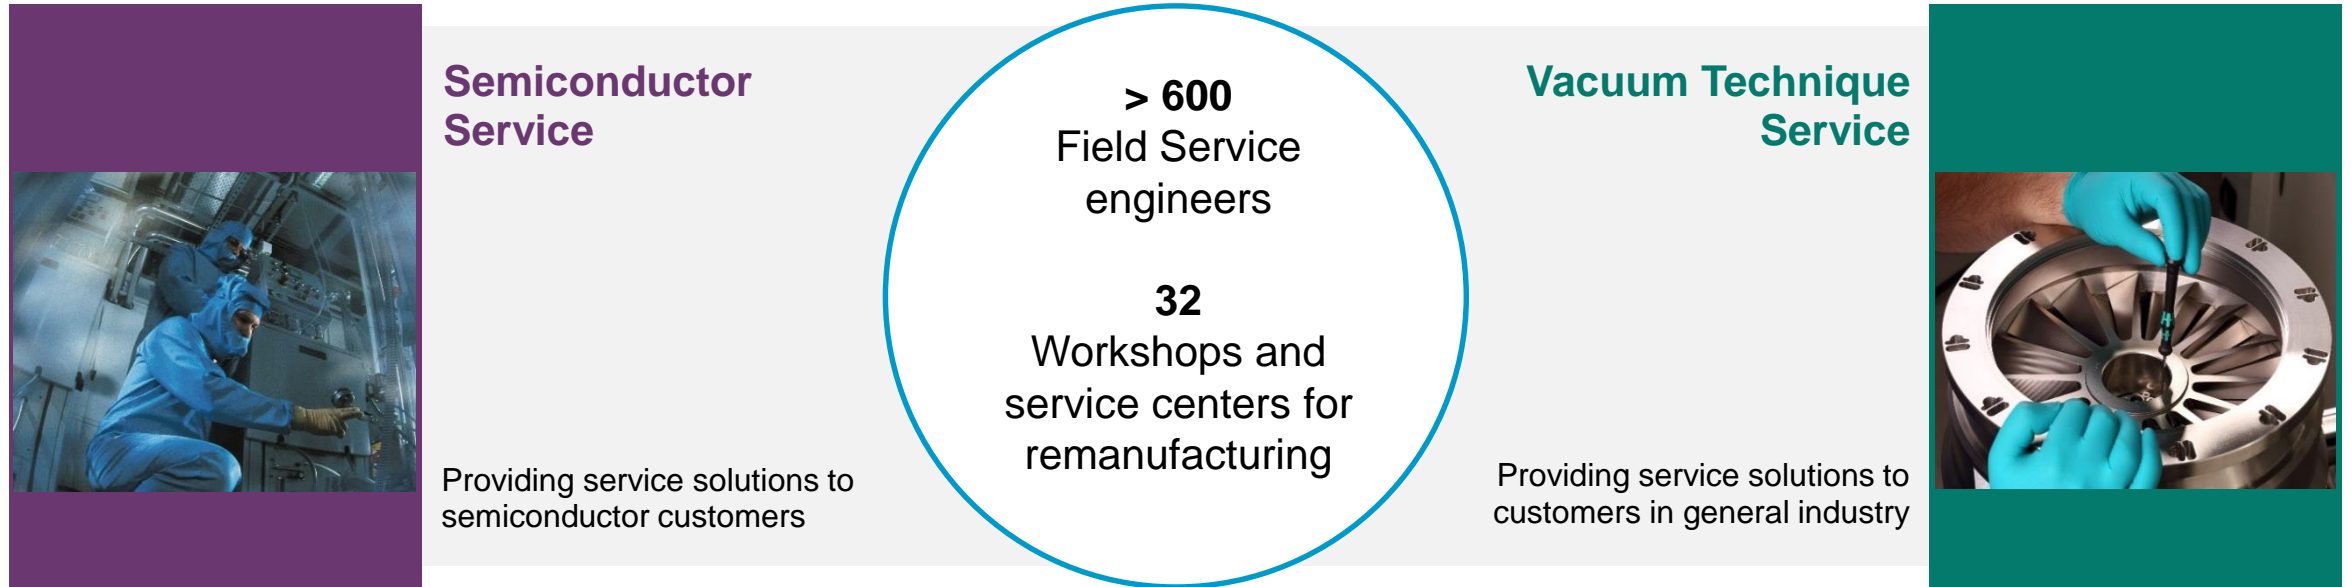 Semiconductor
Service
Providing service solutions to
semiconductor customers
> 600
Field Service
engineers
32
Workshops and
service centers for
remanufacturing
Vacuum Technique
Service
Providing service solutions to
customers in general industry